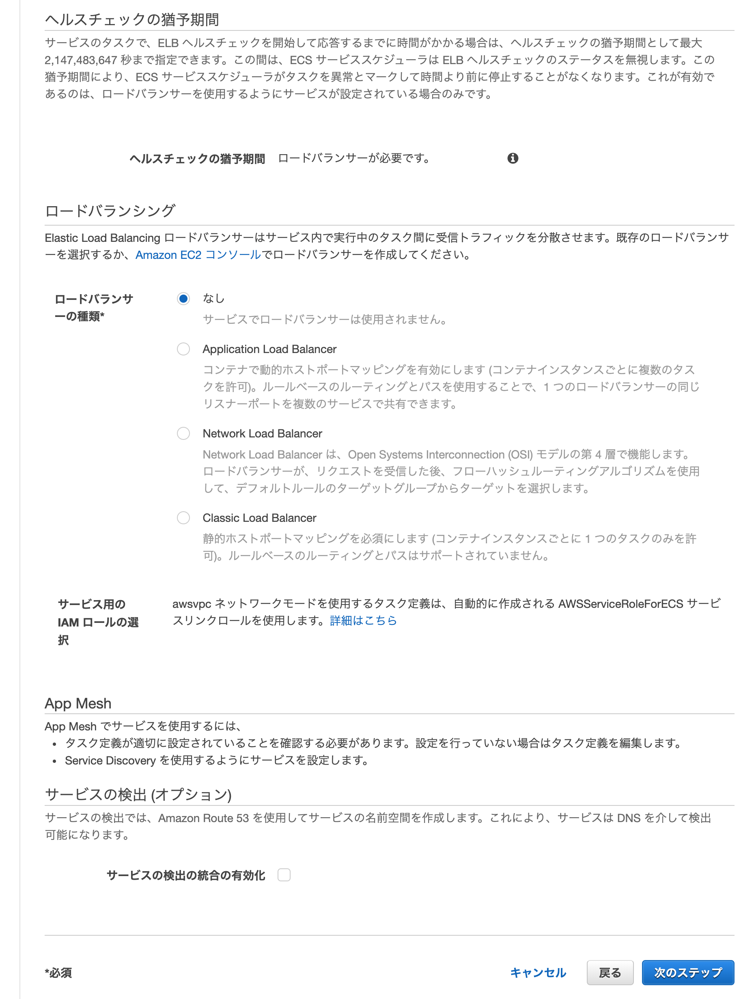 ヘルスチェックの猶予期間
サービスのタスクで、ELB ヘルスチェックを開始して応答するまでに時間がかかる場合は、ヘルスチェックの猶予期間として最大
2,147,483,647 秒まで指定できます。この間は、ECS サービススケジューラは ELB ヘルスチェックのステータスを無視します。この
猶予期間により、ECS サービススケジューラがタスクを異常とマークして時間より前に停止することがなくなります。これが有効で
あるのは、ロードバランサーを使用するようにサービスが設定されている場合のみです。
ヘルスチェックの猶予期間 ロードバランサーが必要です。
ロードバランシング
Elastic Load Balancing ロードバランサーはサービス内で実行中のタスク間に受信トラフィックを分散させます。既存のロードバランサ
ーを選択するか、Amazon EC2 コンソールでロードバランサーを作成してください。
ロードバランサ
ーの種類*
なし
サービスでロードバランサーは使用されません。
Application Load Balancer
コンテナで動的ホストポートマッピングを有効にします (コンテナインスタンスごとに複数のタス
クを許可)。ルールベースのルーティングとパスを使用することで、1 つのロードバランサーの同じ
リスナーポートを複数のサービスで共有できます。
Network Load Balancer
Network Load Balancer は、Open Systems Interconnection (OSI) モデルの第 4 層で機能します。
ロードバランサーが、リクエストを受信した後、フローハッシュルーティングアルゴリズムを使用
して、デフォルトルールのターゲットグループからターゲットを選択します。
Classic Load Balancer
静的ホストポートマッピングを必須にします (コンテナインスタンスごとに 1 つのタスクのみを許
可)。ルールベースのルーティングとパスはサポートされていません。
サービス用の
IAM ロールの選
択
awsvpc ネットワークモードを使用するタスク定義は、自動的に作成される AWSServiceRoleForECS サービ
スリンクロールを使用します。詳細はこちら
App Mesh
App Mesh でサービスを使用するには、
• タスク定義が適切に設定されていることを確認する必要があります。設定を行っていない場合はタスク定義を編集します。
• Service Discovery を使用するようにサービスを設定します。
サービスの検出 (オプション)
サービスの検出では、Amazon Route 53 を使用してサービスの名前空間を作成します。これにより、サービスは DNS を介して検出
可能になります。
サービスの検出の統合の有効化
*必須 キャンセル 戻る 次のステップ